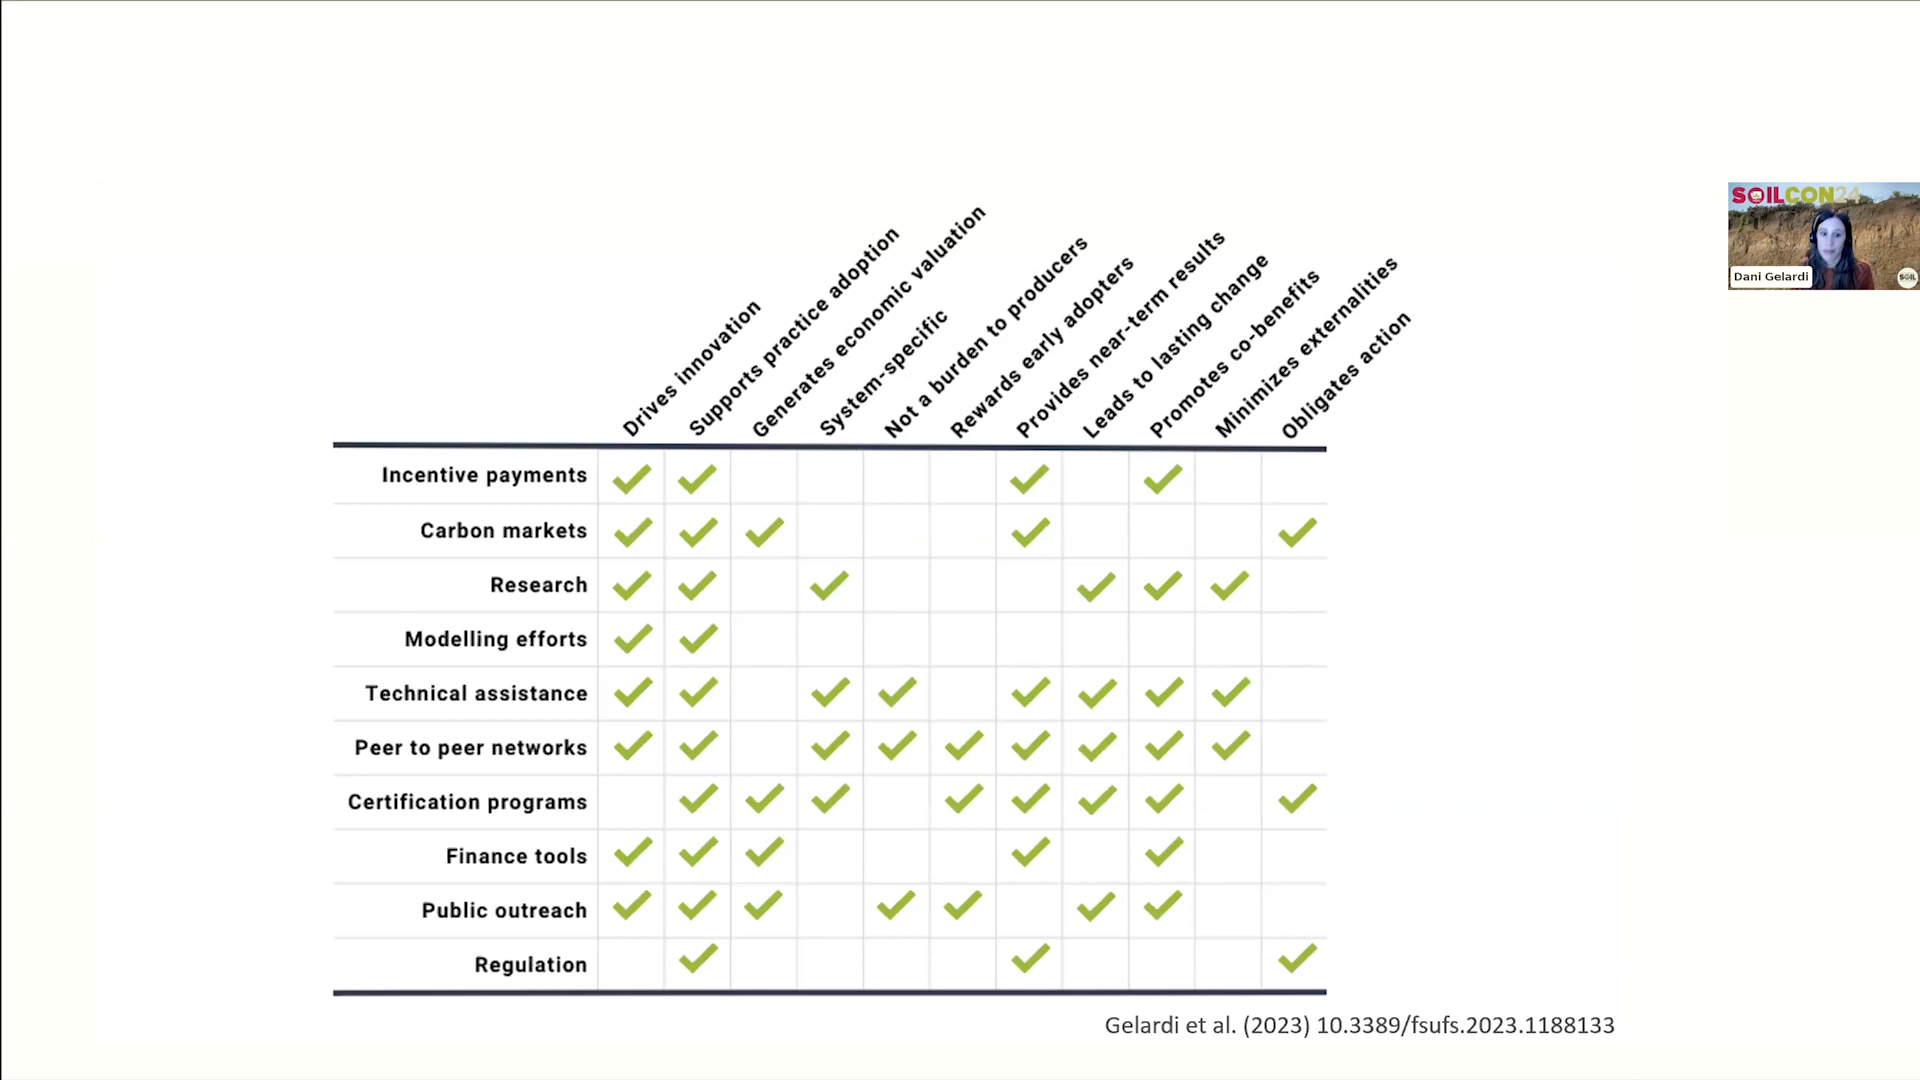 SOILCON24
Dani Gelardi
SOIL
Drives innovation
Supports practice adoption
Generates economic valuation
System-specific
Not a burden to producers
Rewards early adopters
Provides near-term results
Leads to lasting change
Promotes co-benefits
Minimizes externalities
Obligates action
Incentive payments
Carbon markets
Research
Modelling efforts
Technical assistance
Peer to peer networks
Certification programs
Finance tools
Public outreach
Regulation
Gelardi et al. (2023) 10.3389/fsufs.2023.1188133